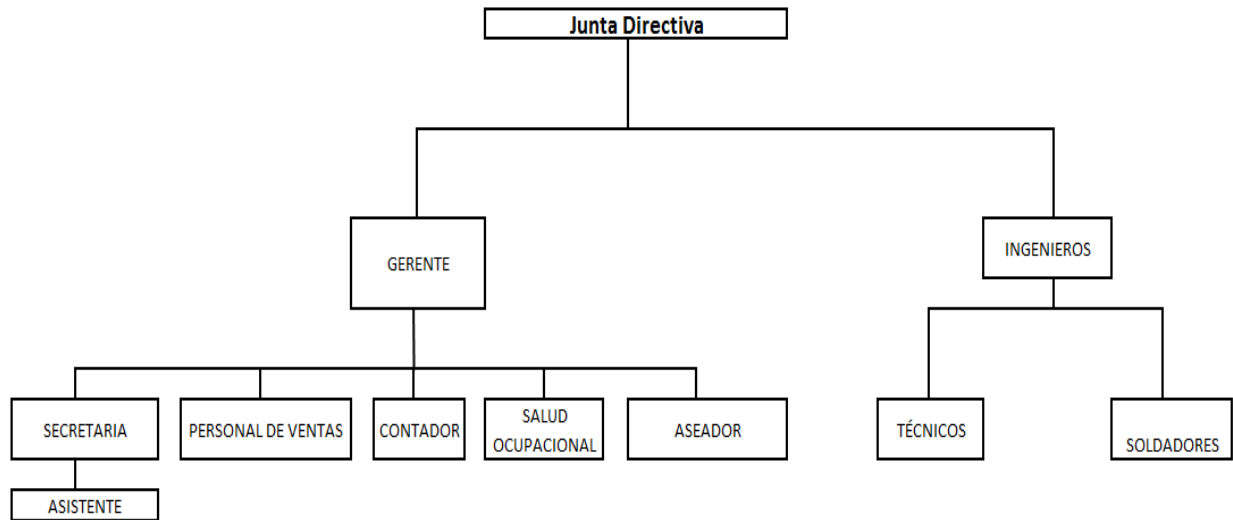 Junta Directiva
GERENTE
INGENIEROS
SECRETARIA
PERSONAL DE VENTAS
CONTADOR
SALUD
OCUPACIONAL
ASEADOR
TÉCNICOS
SOLDADORES
ASISTENTE